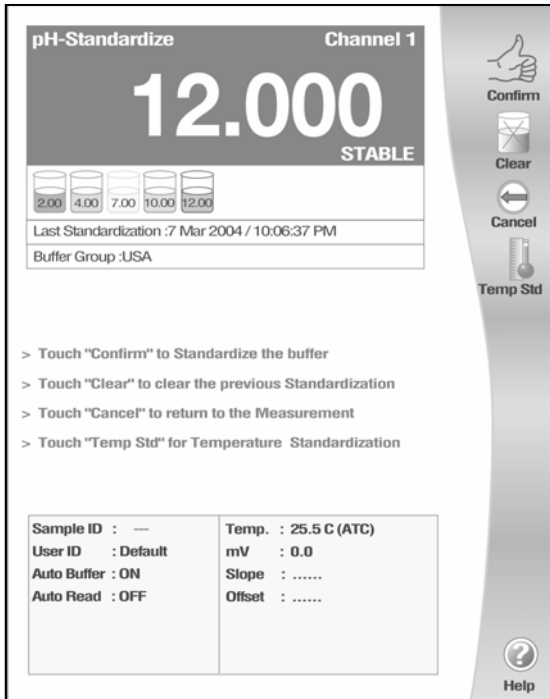 pH-Standardize Channel 1
12.000
STABLE
2.00 4.00 7.00 10.00 12.00
Last Standardization :7 Mar 2004 / 10:06:37 PM
Buffer Group :USA
Confirm
Clear
Cancel
Temp Std
> Touch "Confirm" to Standardize the buffer
> Touch "Clear" to clear the previous Standardization
> Touch "Cancel" to return to the Measurement
> Touch "Temp Std" for Temperature Standardization
Sample ID : ---
User ID : Default
Auto Buffer : ON
Auto Read : OFF
Temp. : 25.5 C (ATC)
mV : 0.0
Slope : ......
Offset : ......
?
Help